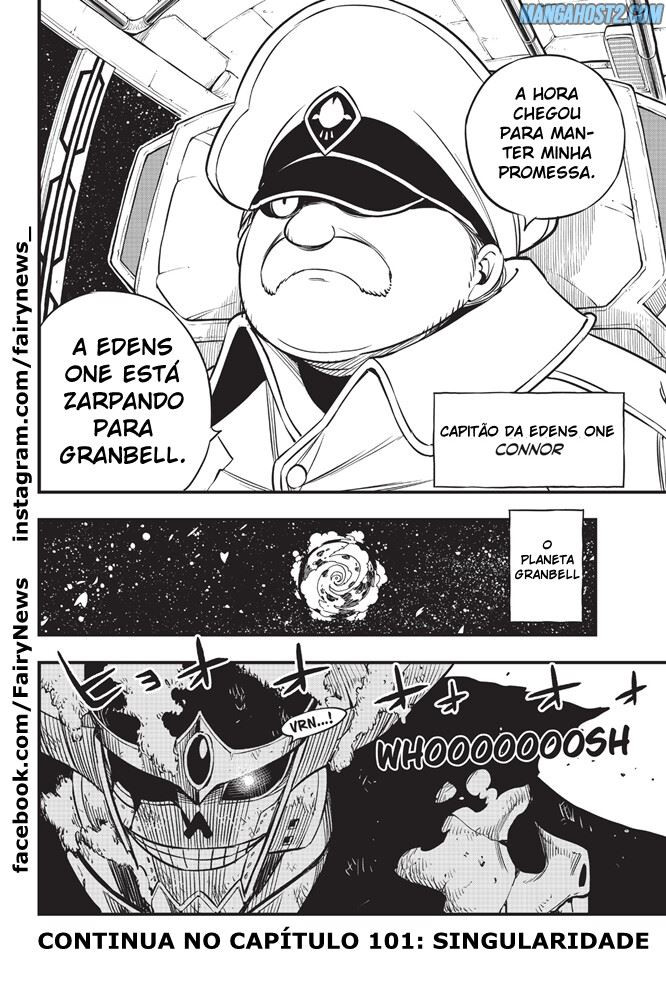 MANGAHOST2.COM
A HORA
CHEGOU
PARA MAN-
TER MINHA
PROMESSA.
A EDENS
ONE ESTÁ
ZARPANDO
PARA
GRANBELL.
CAPITÃO DA EDENS ONE
CONNOR
O
PLANETA
GRANBELL
VRN...!
WHOOOOOOOSH
CONTINUA NO CAPÍTULO 101: SINGULARIDADE
facebook.com/FairyNews instagram.com/fairynews_